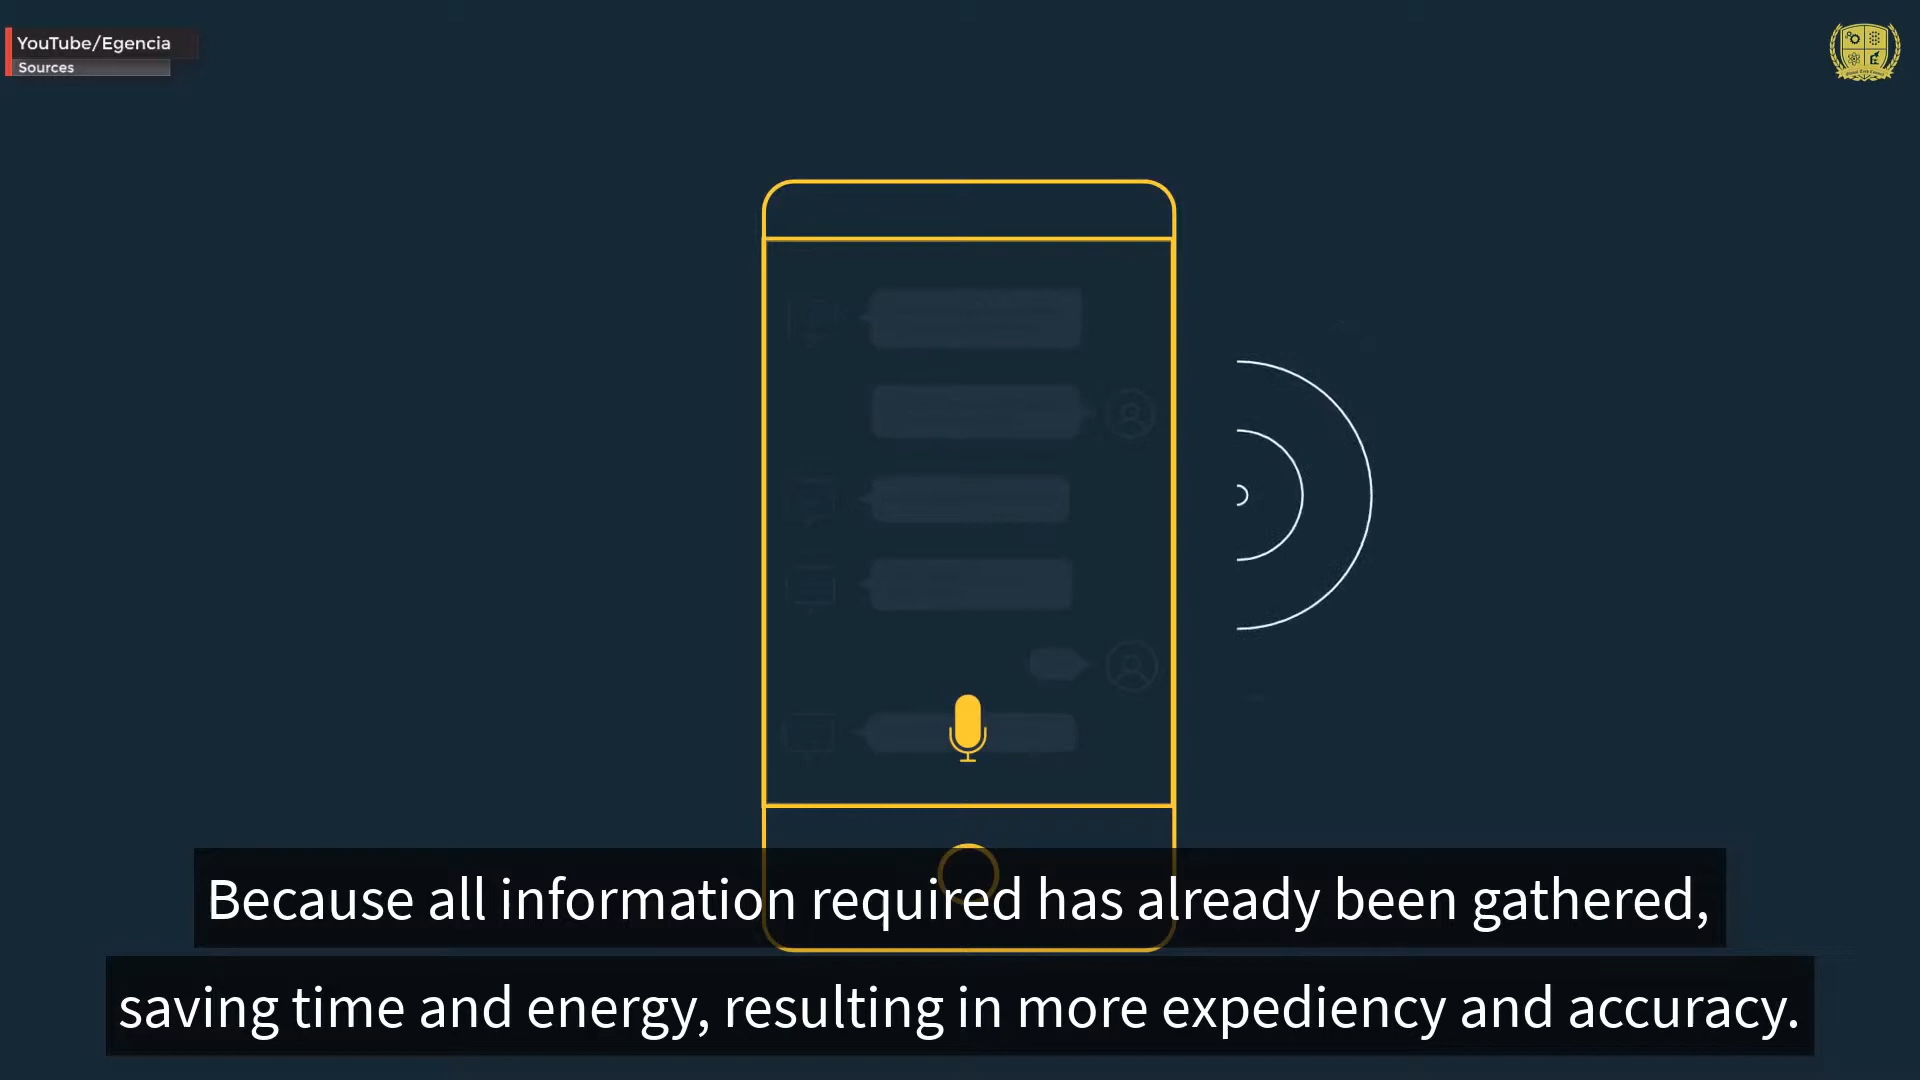 YouTube/Egencia
Sources
Because all information required has already been gathered,
saving time and energy, resulting in more expediency and accuracy.